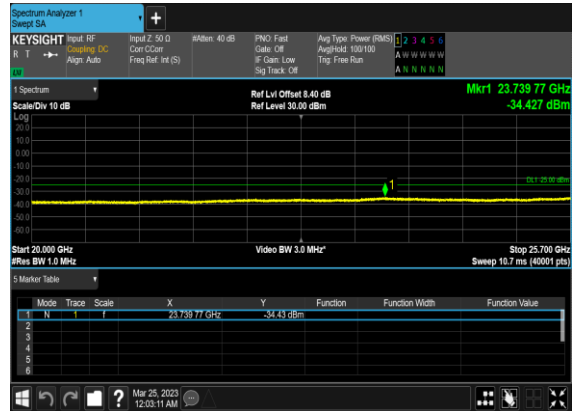 Spectrum Analyzer 1
Swept SA
KEYSIGHT Input: RF Input Z: 50 Ω #Atten: 40 dB PNO: Fast Avg Type: Power (RMS) 1 2 3 4 5 6
R T Coupling: DC Corr CCorr Gate: Off Avg|Hold: 100/100 A W W W W W
Align: Auto Freq Ref: Int (S) IF Gain: Low Trig: Free Run
Sig Track: Off A N N N N N
1 Spectrum Ref Lvl Offset 8.40 dB Mkr1 23.739 77 GHz
Scale/Div 10 dB Ref Level 30.00 dBm -34.427 dBm
Log
20.0
10.0
0.00
-10.0
-20.0
DL1 -25.00 dBm
1
-30.0
-40.0
-50.0
-60.0
Start 20.000 GHz Video BW 3.0 MHz* Stop 25.700 GHz
#Res BW 1.0 MHz Sweep 10.7 ms (40001 pts)
5 Marker Table
Mode Trace Scale X Y Function Function Width Function Value
1 N 1 f 23.739 77 GHz -34.43 dBm
2
3
4
5
6
? Mar 25, 2023
12:03:11 AM